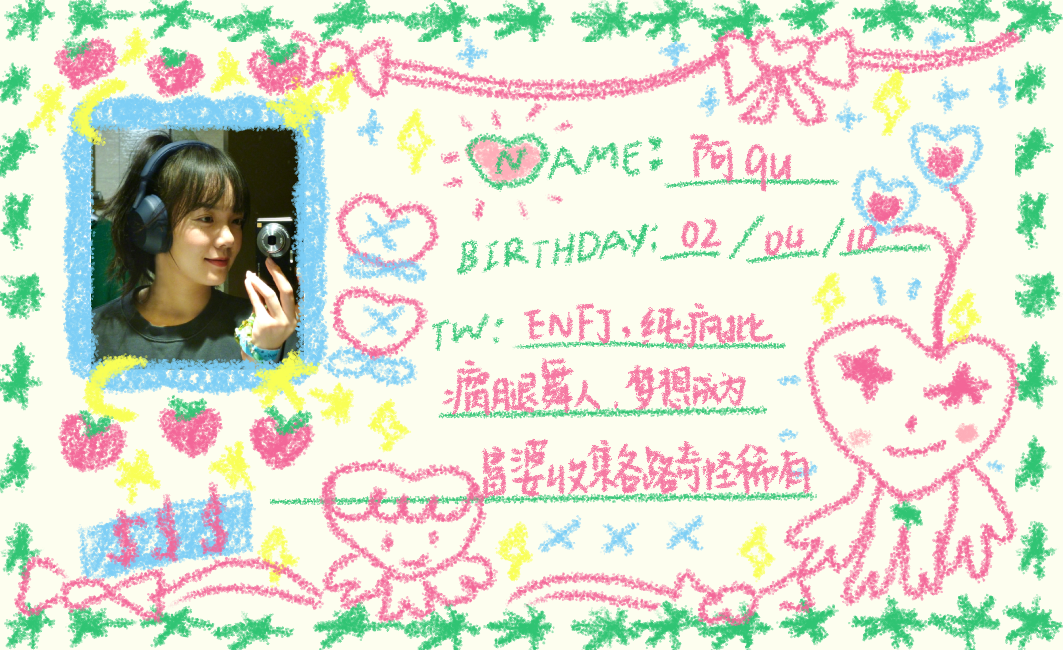 NAME: 阿qu
BIRTHDAY: 02/04/10
TW: ENFJ, 纯疯批
瘸腿舞人 梦想成为
富婆收集各路奇怪稀有